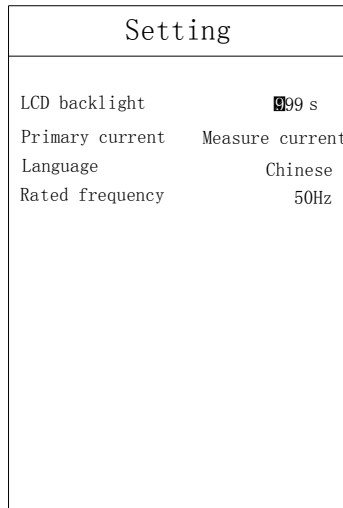 Setting
LCD backlight 999 s
Primary current Measure current
Language Chinese
Rated frequency 50Hz